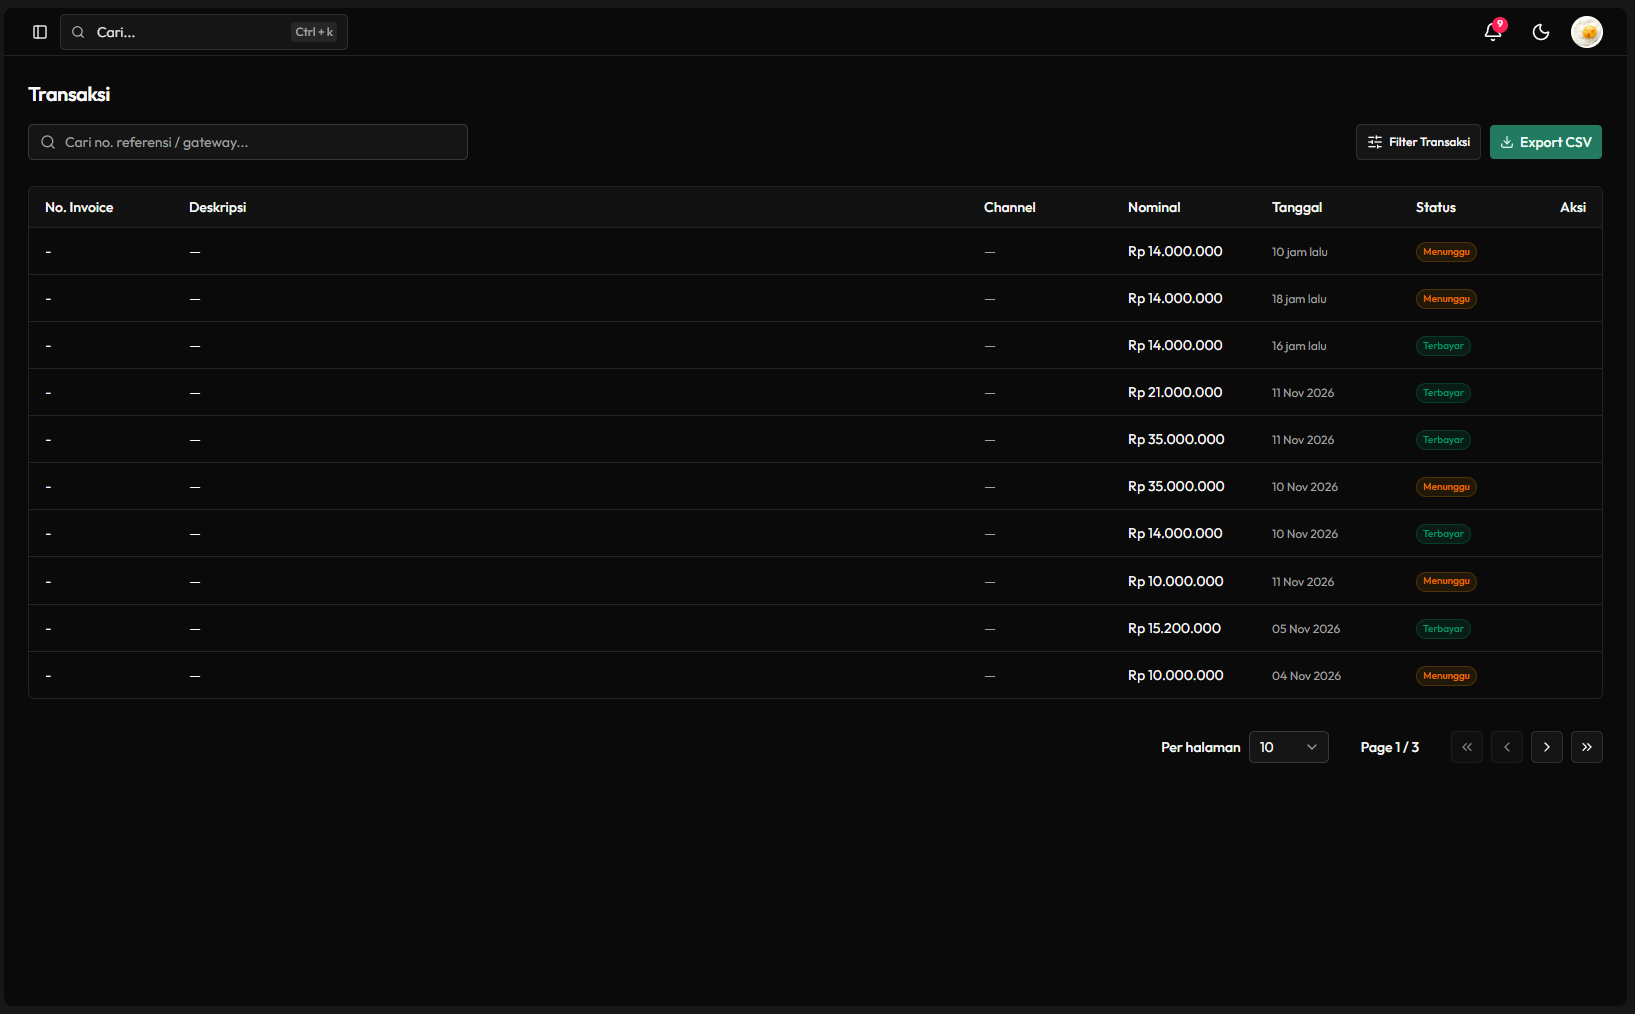 Cari... Ctrl + k 9
Transaksi
Cari no. referensi / gateway... Filter Transaksi Export CSV
No. Invoice Deskripsi Channel Nominal Tanggal Status Aksi
- — — Rp 14.000.000 10 jam lalu Menunggu
- — — Rp 14.000.000 18 jam lalu Menunggu
- — — Rp 14.000.000 16 jam lalu Terbayar
- — — Rp 21.000.000 11 Nov 2026 Terbayar
- — — Rp 35.000.000 11 Nov 2026 Terbayar
- — — Rp 35.000.000 10 Nov 2026 Menunggu
- — — Rp 14.000.000 10 Nov 2026 Terbayar
- — — Rp 10.000.000 11 Nov 2026 Menunggu
- — — Rp 15.200.000 05 Nov 2026 Terbayar
- — — Rp 10.000.000 04 Nov 2026 Menunggu
Per halaman 10 Page 1 / 3